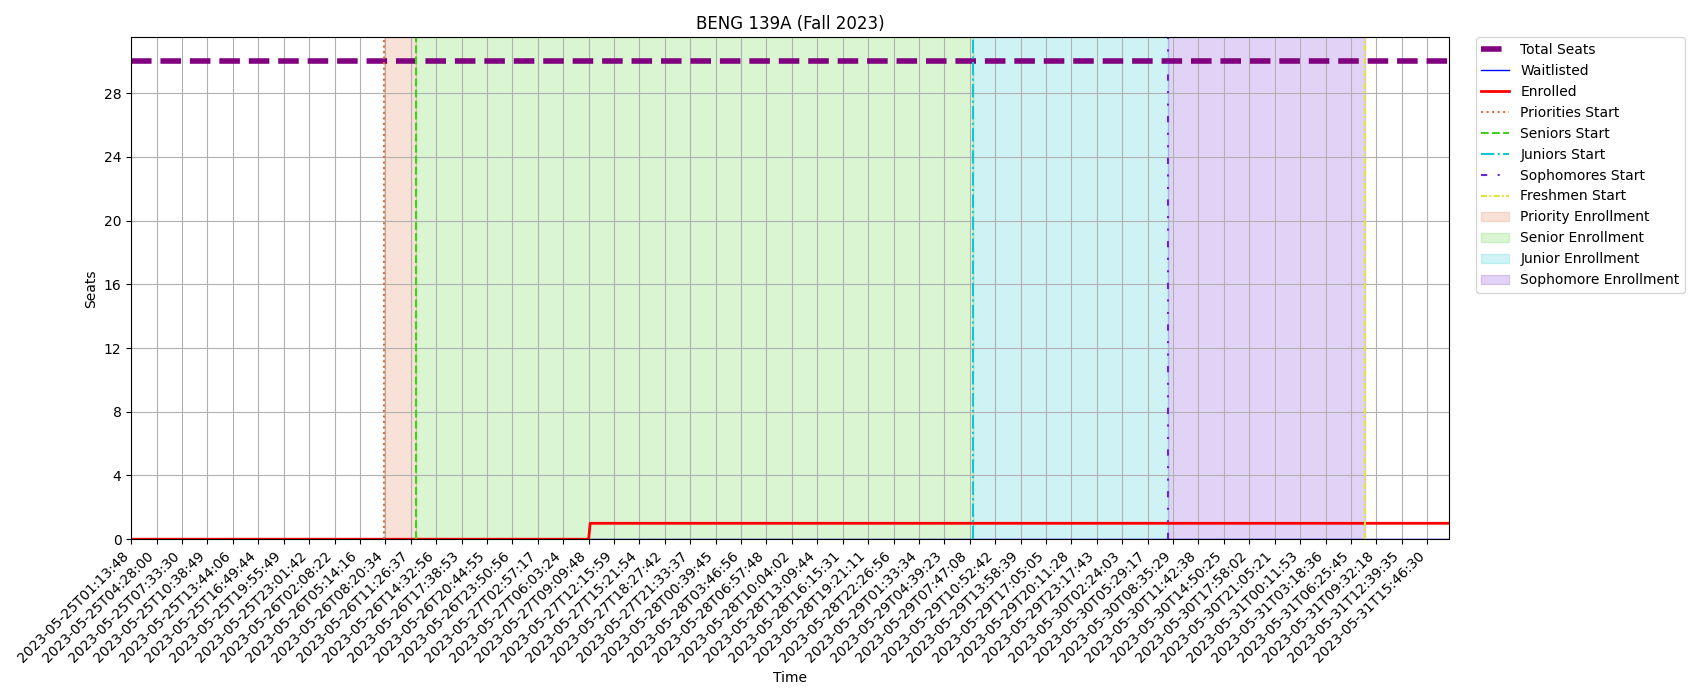 BENG 139A (Fall 2023)
Total Seats
Waitlisted
Enrolled
Priorities Start
Seniors Start
Juniors Start
Sophomores Start
Freshmen Start
Priority Enrollment
Senior Enrollment
Junior Enrollment
Sophomore Enrollment
Seats
28
24
20
16
12
8
4
0
2023-05-25T01:13:48
2023-05-25T04:28:00
2023-05-25T07:33:30
2023-05-25T10:38:49
2023-05-25T13:44:06
2023-05-25T16:49:44
2023-05-25T19:55:49
2023-05-25T23:01:42
2023-05-26T02:08:22
2023-05-26T05:14:16
2023-05-26T08:20:34
2023-05-26T11:26:37
2023-05-26T14:32:56
2023-05-26T17:38:53
2023-05-26T20:44:55
2023-05-26T23:50:56
2023-05-27T02:57:17
2023-05-27T06:03:24
2023-05-27T09:09:48
2023-05-27T12:15:59
2023-05-27T15:21:54
2023-05-27T18:27:42
2023-05-27T21:33:37
2023-05-28T00:39:45
2023-05-28T03:46:56
2023-05-28T06:57:48
2023-05-28T10:04:02
2023-05-28T13:09:44
2023-05-28T16:15:31
2023-05-28T19:21:11
2023-05-28T22:26:56
2023-05-29T01:33:34
2023-05-29T04:39:23
2023-05-29T07:47:08
2023-05-29T10:52:42
2023-05-29T13:58:39
2023-05-29T17:05:05
2023-05-29T20:11:28
2023-05-29T23:17:43
2023-05-30T02:24:03
2023-05-30T05:29:17
2023-05-30T08:35:29
2023-05-30T11:42:38
2023-05-30T14:50:25
2023-05-30T17:58:02
2023-05-30T21:05:21
2023-05-31T00:11:53
2023-05-31T03:18:36
2023-05-31T06:25:45
2023-05-31T09:32:18
2023-05-31T12:39:35
2023-05-31T15:46:30
Time